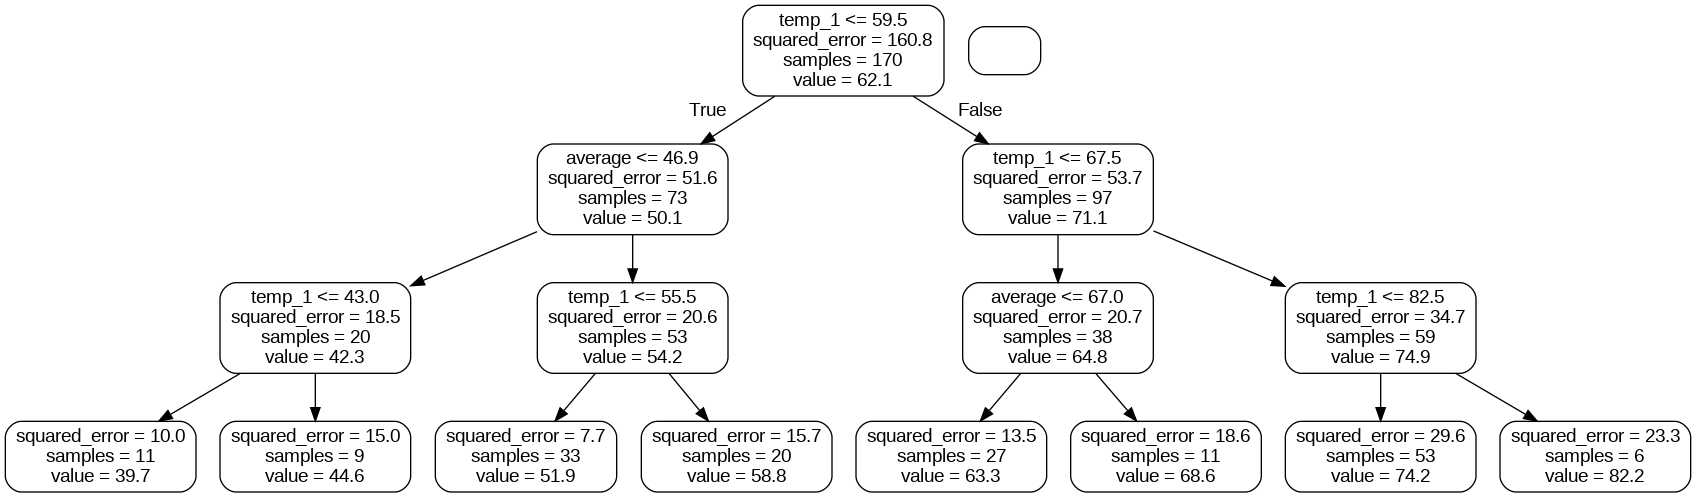 temp_1 <= 59.5
squared_error = 160.8
samples = 170
value = 62.1
True
False
average <= 46.9
squared_error = 51.6
samples = 73
value = 50.1
temp_1 <= 67.5
squared_error = 53.7
samples = 97
value = 71.1
temp_1 <= 43.0
squared_error = 18.5
samples = 20
value = 42.3
temp_1 <= 55.5
squared_error = 20.6
samples = 53
value = 54.2
average <= 67.0
squared_error = 20.7
samples = 38
value = 64.8
temp_1 <= 82.5
squared_error = 34.7
samples = 59
value = 74.9
squared_error = 10.0
samples = 11
value = 39.7
squared_error = 15.0
samples = 9
value = 44.6
squared_error = 7.7
samples = 33
value = 51.9
squared_error = 15.7
samples = 20
value = 58.8
squared_error = 13.5
samples = 27
value = 63.3
squared_error = 18.6
samples = 11
value = 68.6
squared_error = 29.6
samples = 53
value = 74.2
squared_error = 23.3
samples = 6
value = 82.2